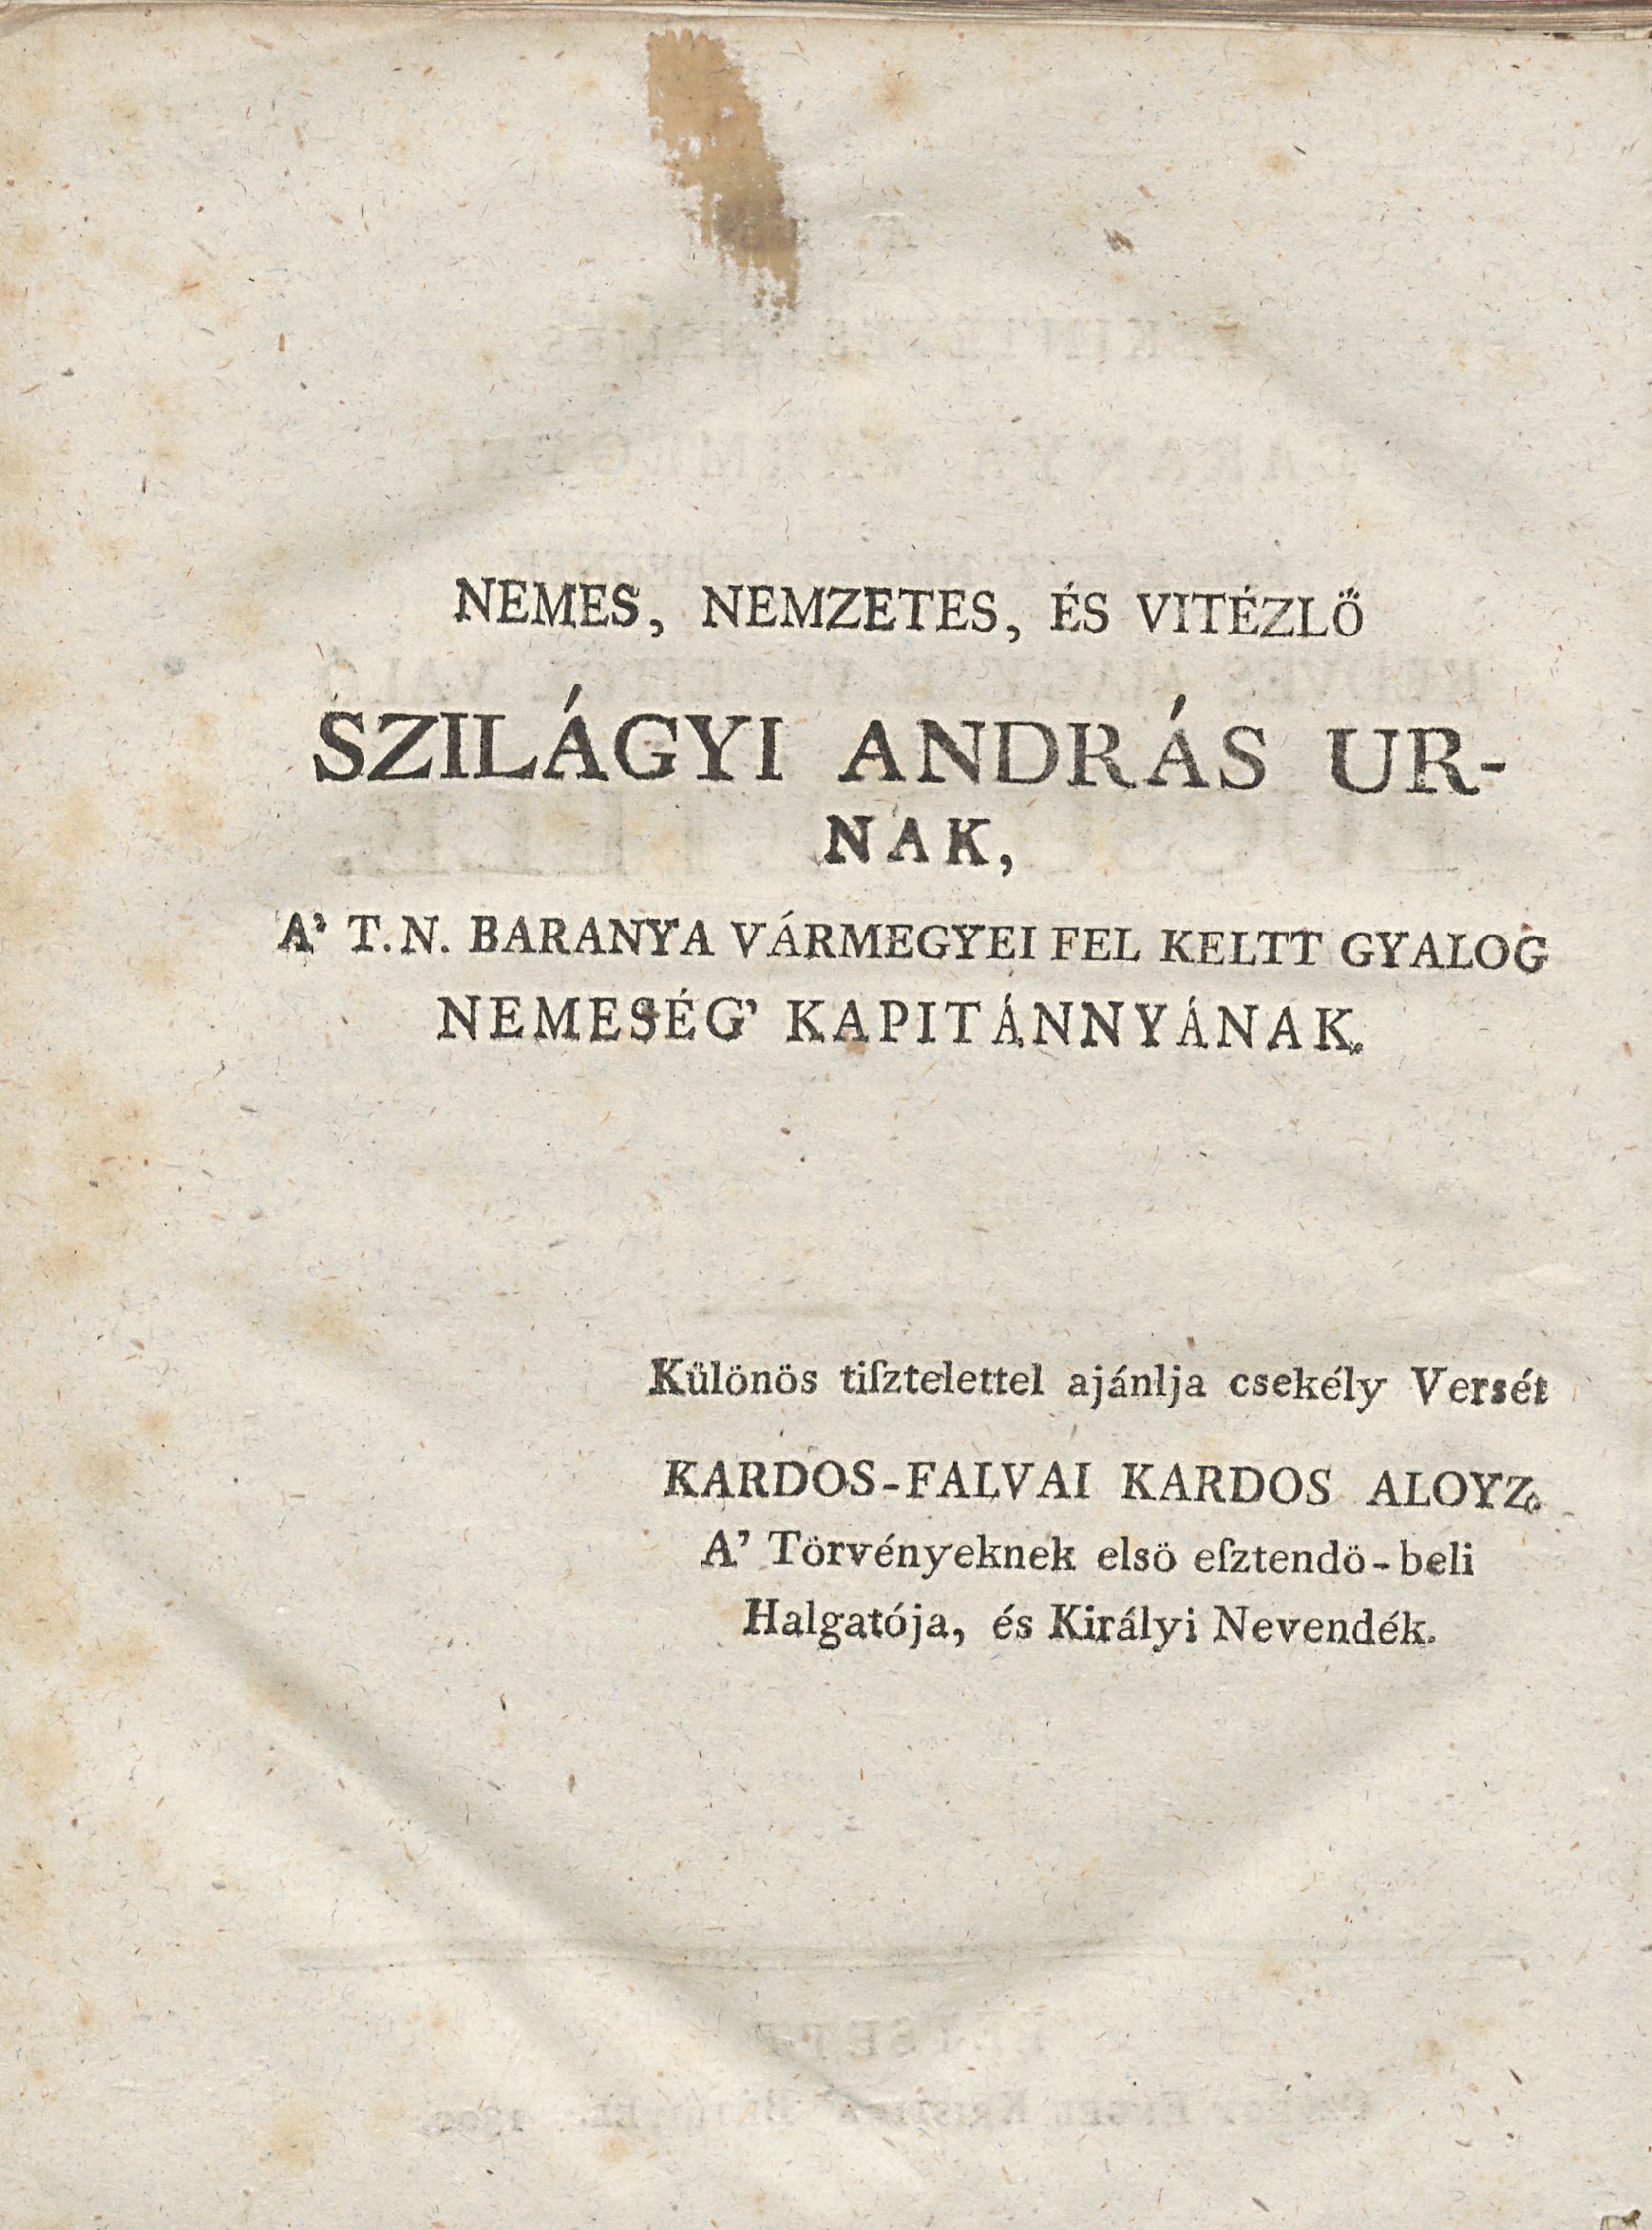 NEMES, NEMZETES, ÉS VITÉZLŐ
SZILÁGYI ANDRÁS UR-
NAK,
A' T. N. BARANYA VÁRMEGYEI FEL KELTT GYALOG
NEMESÉG' KAPITÁNNYÁNAK.
Különös tiſztelettel ajánlja csekély Versét
KARDOS-FALVAI KARDOS ALOYZ.
A' Törvényeknek elsö eſztendö-beli
Halgatója, és Királyi Nevendék.